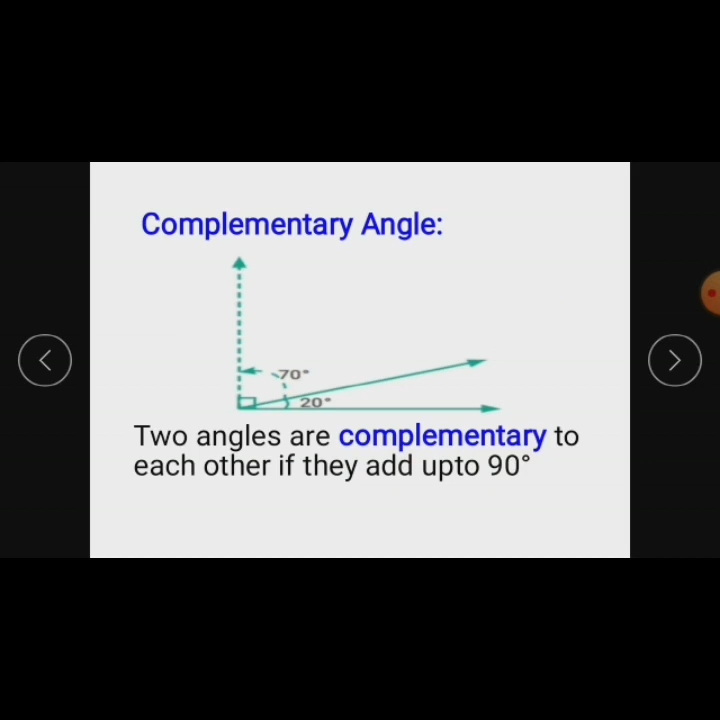 Complementary Angle:
70°
20°
Two angles are complementary to
each other if they add upto 90°